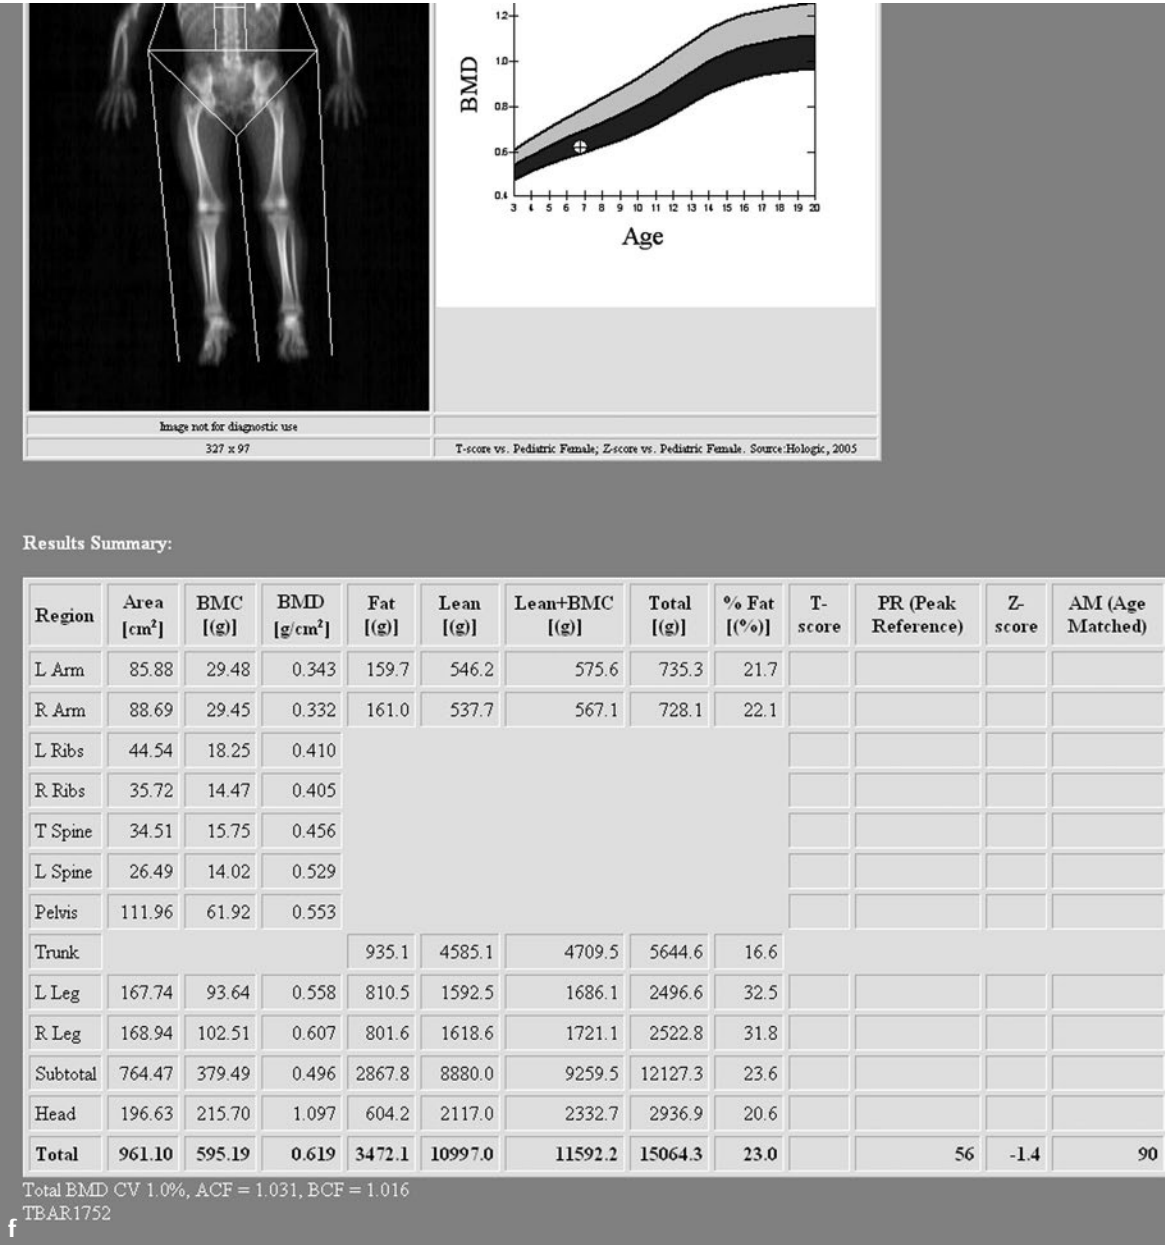 1.2
1.0
0.8
0.6
0.4
BMD
3 4 5 6 7 8 9 10 11 12 13 14 15 16 17 18 19 20
Age
Image not for diagnostic use
327 x 97
T-score vs. Pediatric Female; Z-score vs. Pediatric Female. Source:Hologic, 2005
Results Summary:
Region Area [cm²] BMC [(g)] BMD [g/cm²] Fat [(g)] Lean [(g)] Lean+BMC [(g)] Total [(g)] % Fat [(%)] T-score PR (Peak Reference) Z-score AM (Age Matched)
L Arm 85.88 29.48 0.343 159.7 546.2 575.6 735.3 21.7
R Arm 88.69 29.45 0.332 161.0 537.7 567.1 728.1 22.1
L Ribs 44.54 18.25 0.410
R Ribs 35.72 14.47 0.405
T Spine 34.51 15.75 0.456
L Spine 26.49 14.02 0.529
Pelvis 111.96 61.92 0.553
Trunk 935.1 4585.1 4709.5 5644.6 16.6
L Leg 167.74 93.64 0.558 810.5 1592.5 1686.1 2496.6 32.5
R Leg 168.94 102.51 0.607 801.6 1618.6 1721.1 2522.8 31.8
Subtotal 764.47 379.49 0.496 2867.8 8880.0 9259.5 12127.3 23.6
Head 196.63 215.70 1.097 604.2 2117.0 2332.7 2936.9 20.6
Total 961.10 595.19 0.619 3472.1 10997.0 11592.2 15064.3 23.0 56 -1.4 90
Total BMD CV 1.0%, ACF = 1.031, BCF = 1.016
TBAR1752
f